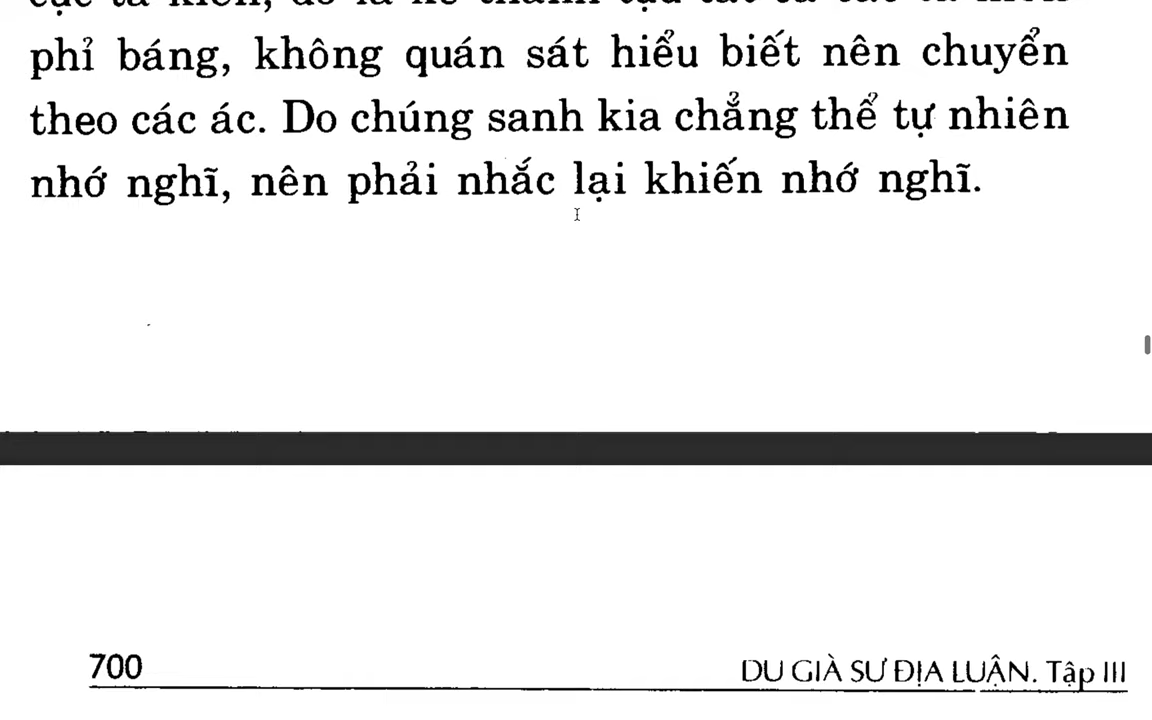 phỉ báng, không quán sát hiểu biết nên chuyển
theo các ác. Do chúng sanh kia chẳng thể tự nhiên
nhớ nghĩ, nên phải nhắc lại khiến nhớ nghĩ.
700 DU GIÀ SƯ ĐỊA LUẬN. Tập III